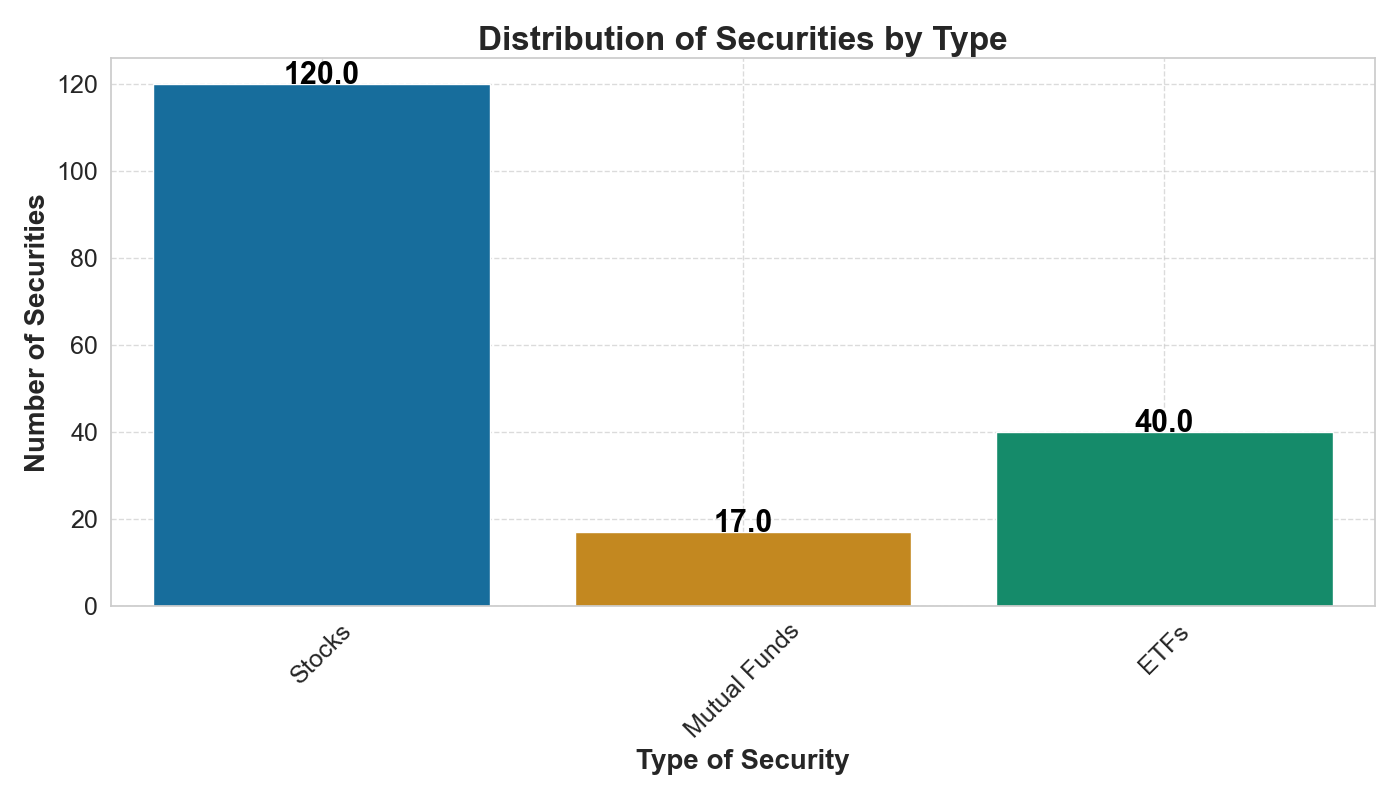 Distribution of Securities by Type
Number of Securities
120
100
80
60
40
20
0
120.0
17.0
40.0
Stocks
Mutual Funds
ETFs
Type of Security